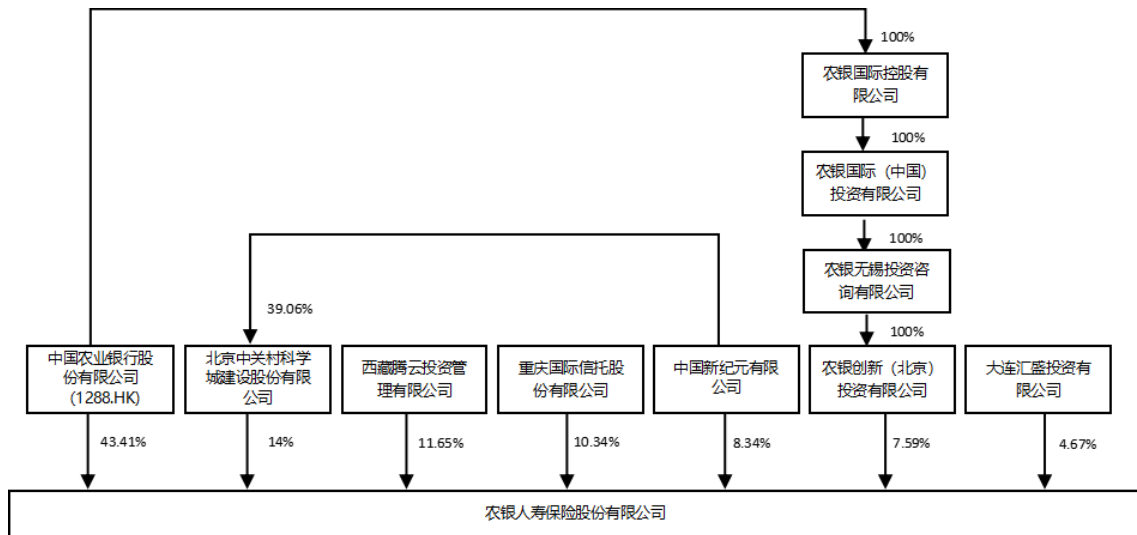 100%
农银国际控股有
限公司
100%
农银国际（中国）
投资有限公司
100%
农银无锡投资咨
询有限公司
39.06%
100%
中国农业银行股
份有限公司
(1288.HK)
北京中关村科学
城建设股份有限
公司
西藏腾云投资管
理有限公司
重庆国际信托股
份有限公司
中国新纪元有限
公司
农银创新（北京）
投资有限公司
大连汇盛投资有
限公司
43.41%
14%
11.65%
10.34%
8.34%
7.59%
4.67%
农银人寿保险股份有限公司